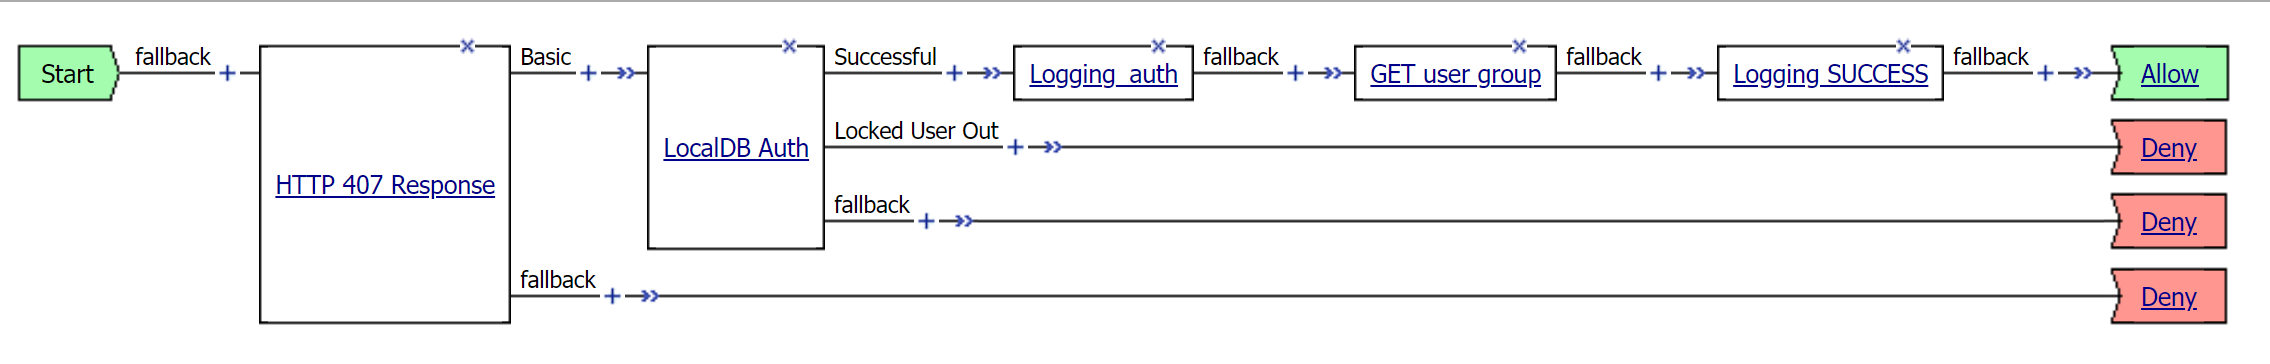 Start
fallback
HTTP 407 Response
Basic
LocalDB Auth
Successful
Logging_auth
fallback
GET user group
fallback
Logging SUCCESS
fallback
Allow
Locked User Out
Deny
fallback
Deny
fallback
Deny